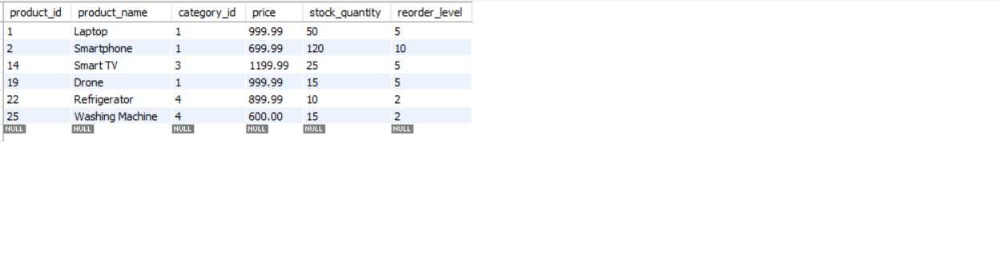 product_id product_name category_id price stock_quantity reorder_level
1 Laptop 1 999.99 50 5
2 Smartphone 1 699.99 120 10
14 Smart TV 3 1199.99 25 5
19 Drone 1 999.99 15 5
22 Refrigerator 4 899.99 10 2
25 Washing Machine 4 600.00 15 2
NULL NULL NULL NULL NULL NULL